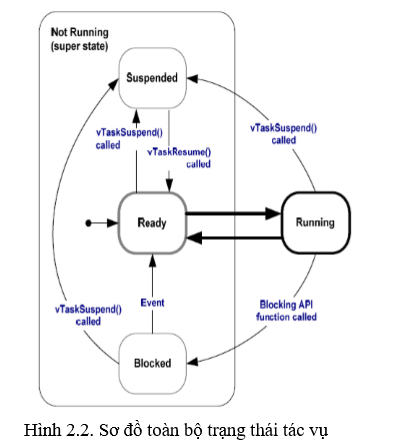 Not Running
(super state)
Suspended
vTaskSuspend()
called
vTaskResume()
called
vTaskSuspend()
called
Ready
Running
Event
vTaskSuspend()
called
Blocking API
function called
Blocked
Hình 2.2. Sơ đồ toàn bộ trạng thái tác vụ